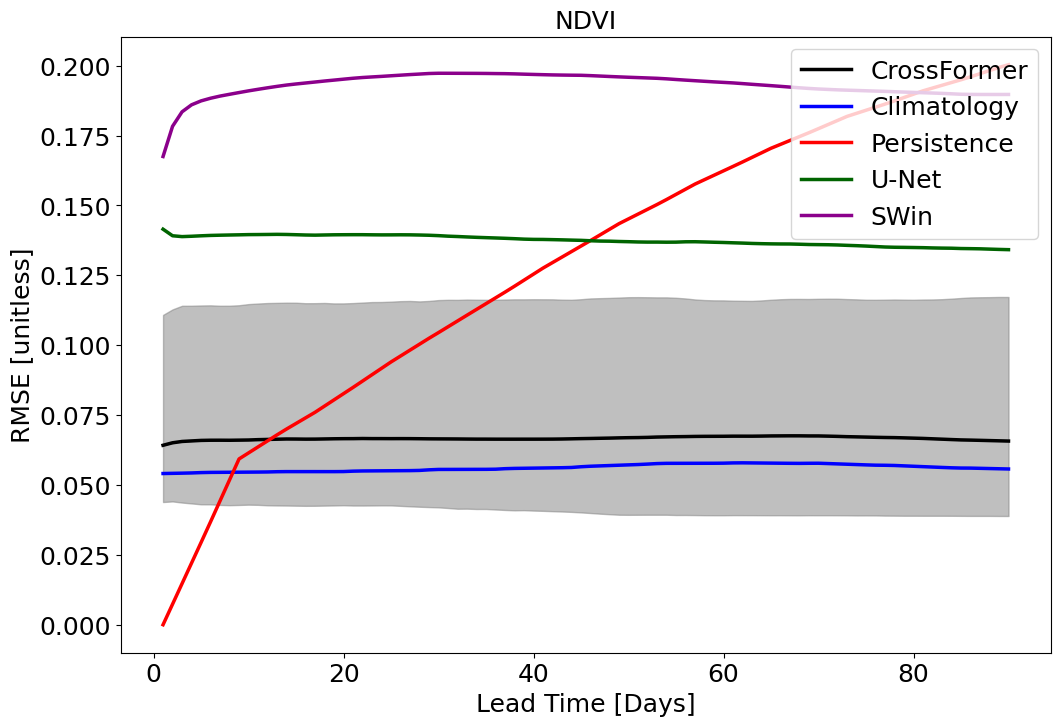 NDVI
RMSE [unitless]
0.200
0.175
0.150
0.125
0.100
0.075
0.050
0.025
0.000
CrossFormer
Climatology
Persistence
U-Net
SWin
0
20
40
60
80
Lead Time [Days]